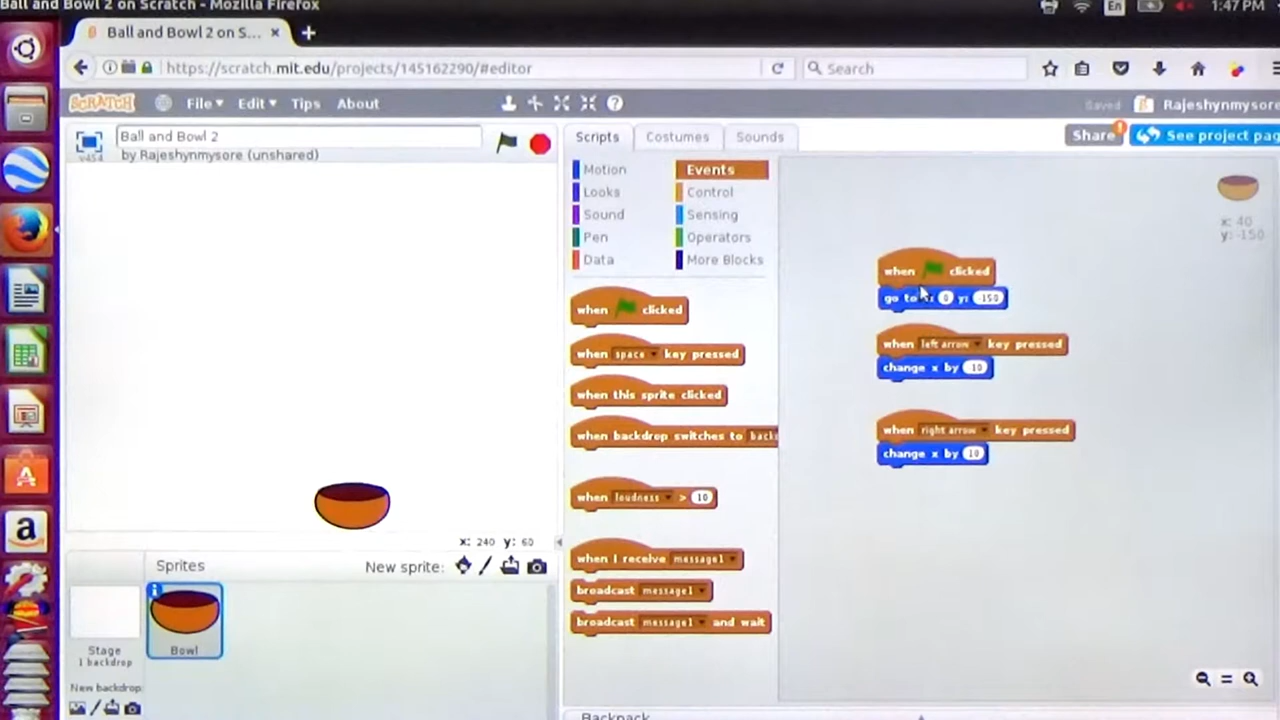 Ball and Bowl 2 on Scratch - Mozilla Firefox
En
1:47 PM
Ball and Bowl 2 on S...
https://scratch.mit.edu/projects/145162290/#editor
Search
SCRATCH
File
Edit
Tips
About
Saved
Rajeshynmysore
Ball and Bowl 2
by Rajeshynmysore (unshared)
v454
Scripts
Costumes
Sounds
Share
See project pag
Motion
Events
Looks
Control
Sound
Sensing
Pen
Operators
Data
More Blocks
when clicked
when space key pressed
when this sprite clicked
when backdrop switches to back
when loudness > 10
when I receive message1
broadcast message1
broadcast message1 and wait
x: 40
y: -150
when clicked
go to x: 0 y: -150
when left arrow key pressed
change x by -10
when right arrow key pressed
change x by 10
x: 240 y: 60
Sprites
New sprite:
Stage
1 backdrop
New backdrop:
Bowl
Backpack